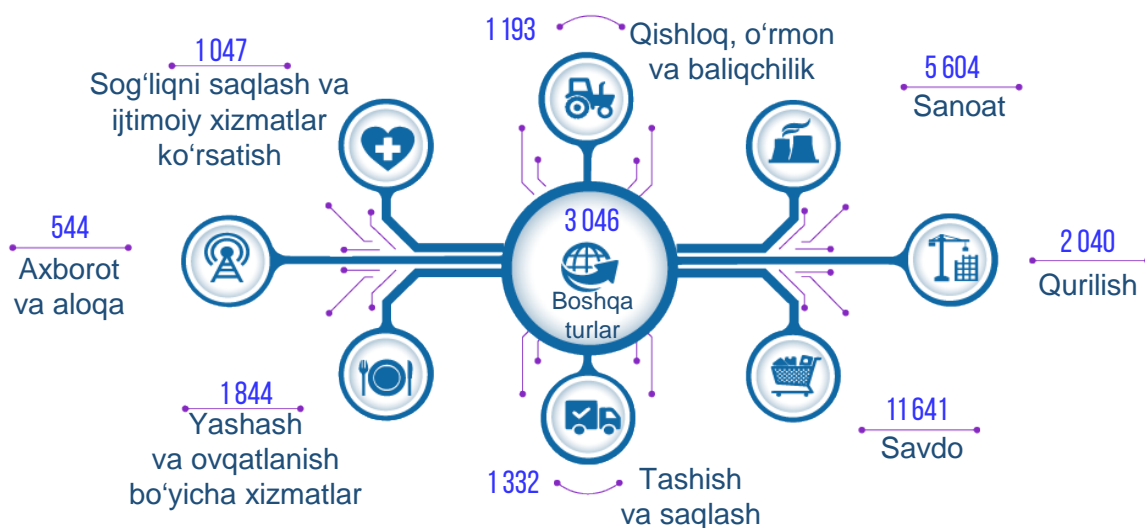 1 047
Sog‘liqni saqlash va
ijtimoiy xizmatlar
ko‘rsatish
1 193
Qishloq, o‘rmon
va baliqchilik
5 604
Sanoat
544
Axborot
va aloqa
3 046
Boshqa
turlar
2 040
Qurilish
1 844
Yashash
va ovqatlanish
bo‘yicha xizmatlar
1 332
Tashish
va saqlash
11 641
Savdo